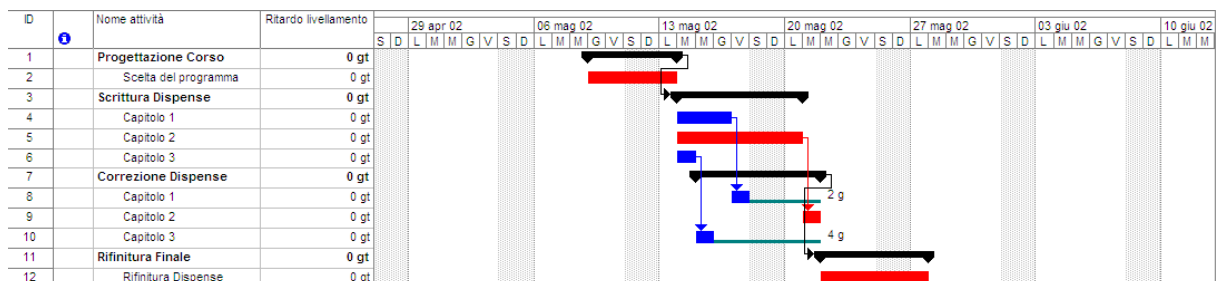 ID Nome attività Ritardo livellamento 29 apr 02 06 mag 02 13 mag 02 20 mag 02 27 mag 02 03 giu 02 10 giu 02
S D L M M G V S D L M M G V S D L M M G V S D L M M G V S D L M M G V S D L M M G V S D L M M
1 Progettazione Corso 0 gt
2 Scelta del programma 0 gt
3 Scrittura Dispense 0 gt
4 Capitolo 1 0 gt
5 Capitolo 2 0 gt
6 Capitolo 3 0 gt
7 Correzione Dispense 0 gt
8 Capitolo 1 0 gt 2 g
9 Capitolo 2 0 gt
10 Capitolo 3 0 gt 4 g
11 Rifinitura Finale 0 gt
12 Rifinitura Dispense 0 gt